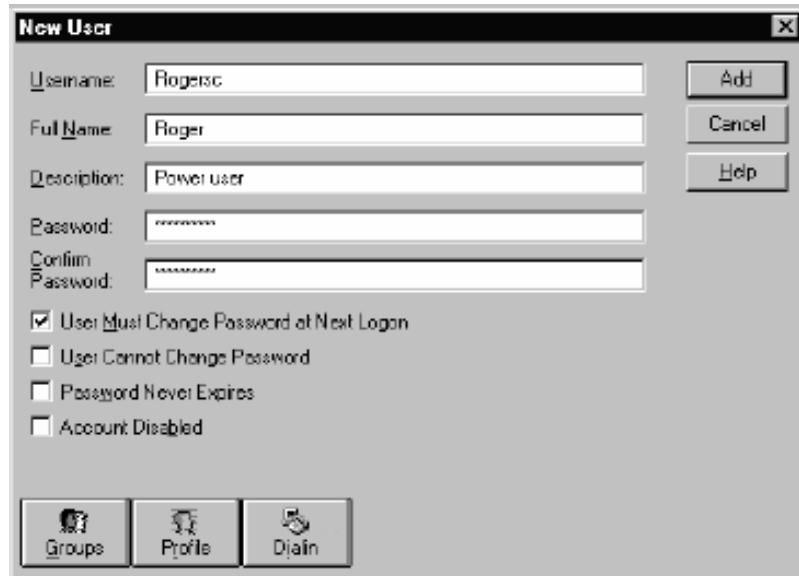 New User
Username: Rogersc
Add
Full Name: Roger
Cancel
Description: Power user
Help
Password: **********
Confirm
Password: **********
User Must Change Password at Next Logon
User Cannot Change Password
Password Never Expires
Account Disabled
Groups
Profile
Dialin